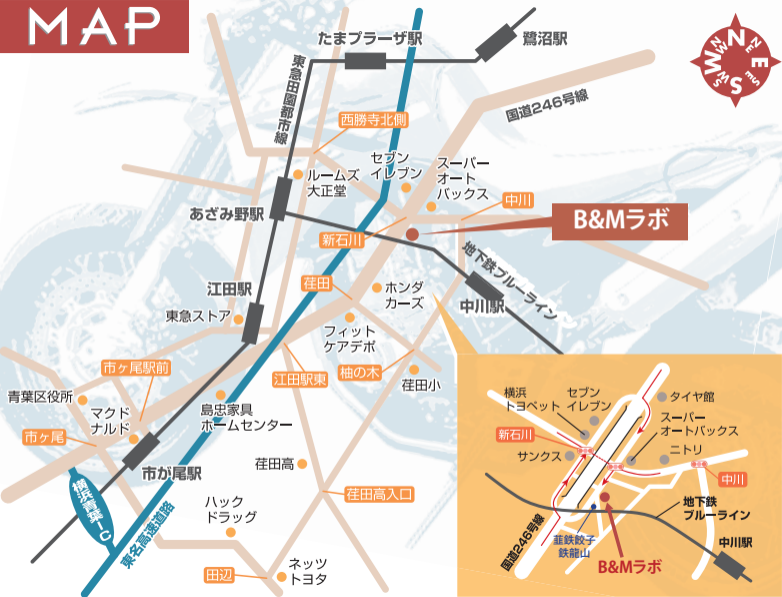 MAP
たまプラーザ駅
鷺沼駅
東急田園都市線
国道246号線
N
NE
E
SE
S
SW
W
NW
西勝寺北側
セブン
イレブン
スーパー
オート
バックス
ルームズ
大正堂
中川
あざみ野駅
新石川
B&Mラボ
地下鉄ブルーライン
江田駅
荏田
ホンダ
カーズ
中川駅
東急ストア
フィット
ケアデポ
市ヶ尾駅前
江田駅東
柚の木
荏田小
青葉区役所
マクド
ナルド
島忠家具
ホームセンター
市ヶ尾
市が尾駅
荏田高
横浜青葉IC
荏田高入口
ハック
ドラッグ
東名高速道路
田辺
ネッツ
トヨタ
横浜
トヨペット
セブン
イレブン
タイヤ館
新石川
スーパー
オートバックス
サンクス
ニトリ
中川
地下鉄
ブルーライン
国道246号線
韮鉄餃子
鉄龍山
B&Mラボ
中川駅